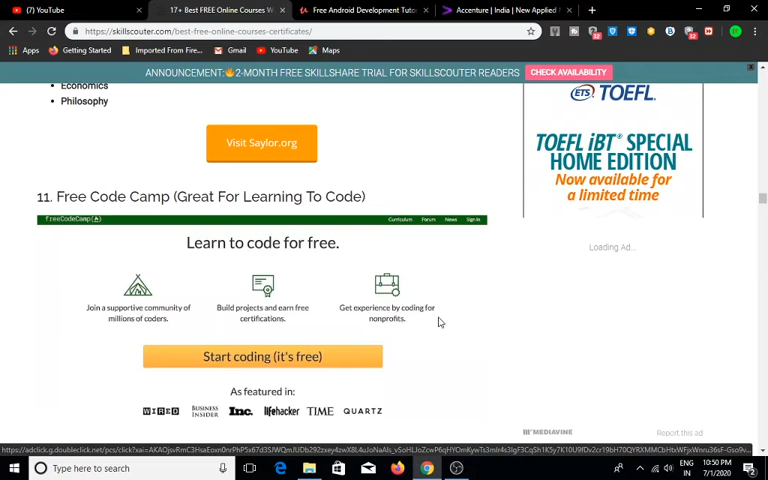 (7) YouTube
17+ Best FREE Online Courses W
Free Android Development Tutor
Accenture | India | New Applied
https://skillscouter.com/best-free-online-courses-certificates/
Apps
Getting Started
Imported From Fire...
Gmail
YouTube
Maps
ANNOUNCEMENT:🔥2-MONTH FREE SKILLSHARE TRIAL FOR SKILLSCOUTER READERS
CHECK AVAILABILITY
x
Economics
Philosophy
Visit Saylor.org
ETS TOEFL.
TOEFL iBT® SPECIAL
HOME EDITION
Now available for
a limited time
Loading Ad...
11. Free Code Camp (Great For Learning To Code)
freeCodeCamp
Curriculum Forum News Sign in
Learn to code for free.
Join a supportive community of
millions of coders.
Build projects and earn free
certifications.
Get experience by coding for
nonprofits.
Start coding (it's free)
As featured in:
WIRED
BUSINESS
INSIDER
Inc.
lifehacker
TIME
QUARTZ
MEDIAVINE
Report this ad
Type here to search
ENG
IN
10:50 PM
7/1/2020
2